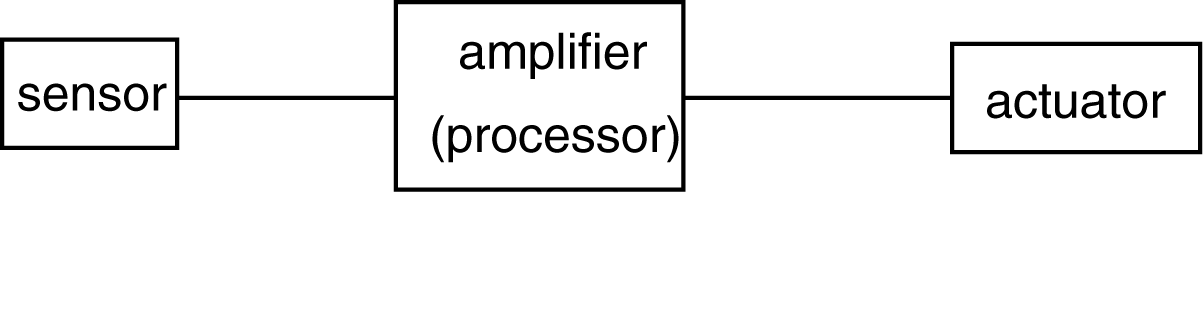 sensor
amplifier
(processor)
actuator